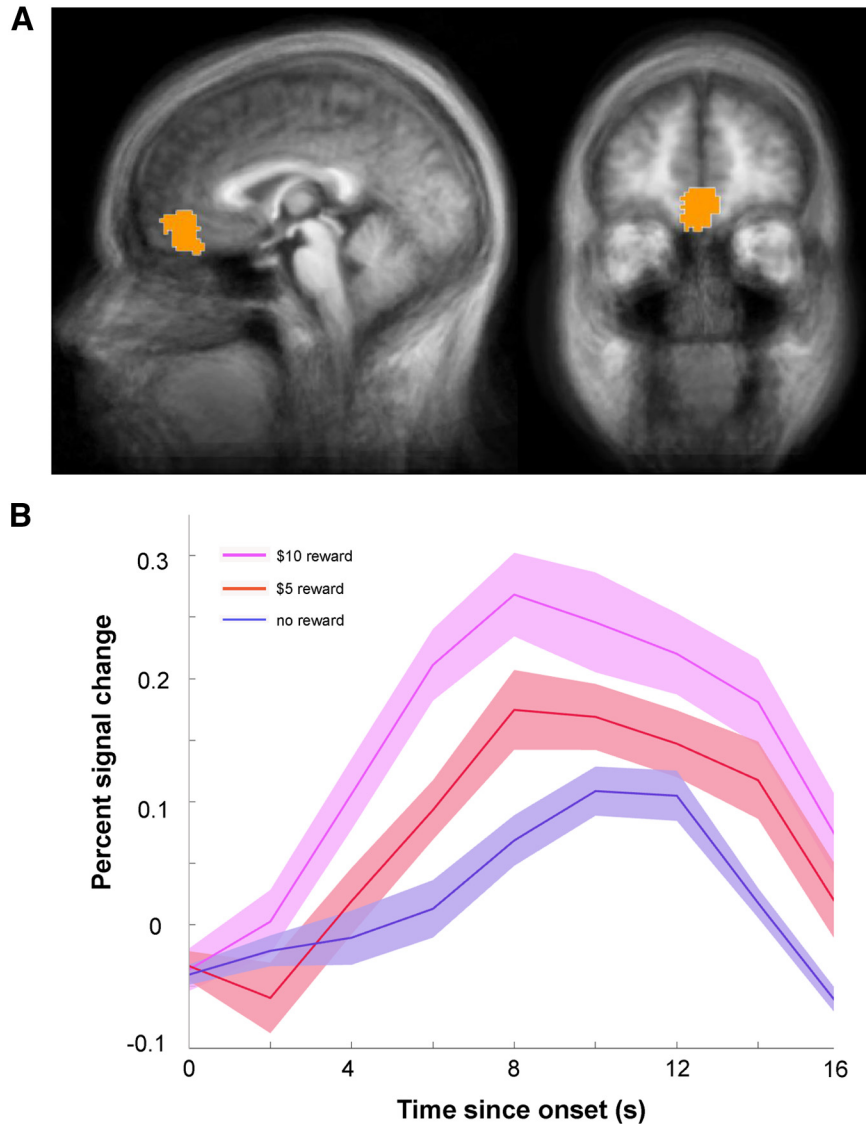 A
B
Percent signal change
0.3
0.2
0.1
0
-0.1
$10 reward
$5 reward
no reward
0 4 8 12 16
Time since onset (s)